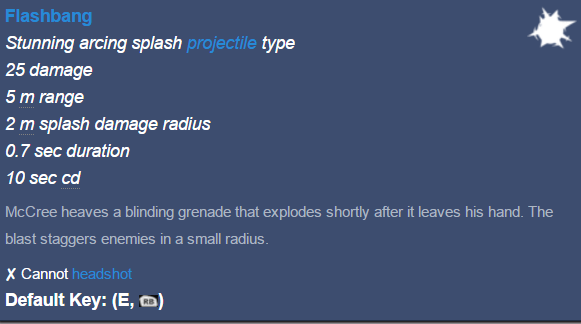 Flashbang
Stunning arcing splash projectile type
25 damage
5 m range
2 m splash damage radius
0.7 sec duration
10 sec cd
McCree heaves a blinding grenade that explodes shortly after it leaves his hand. The
blast staggers enemies in a small radius.
✗ Cannot headshot
Default Key: (E, RB)